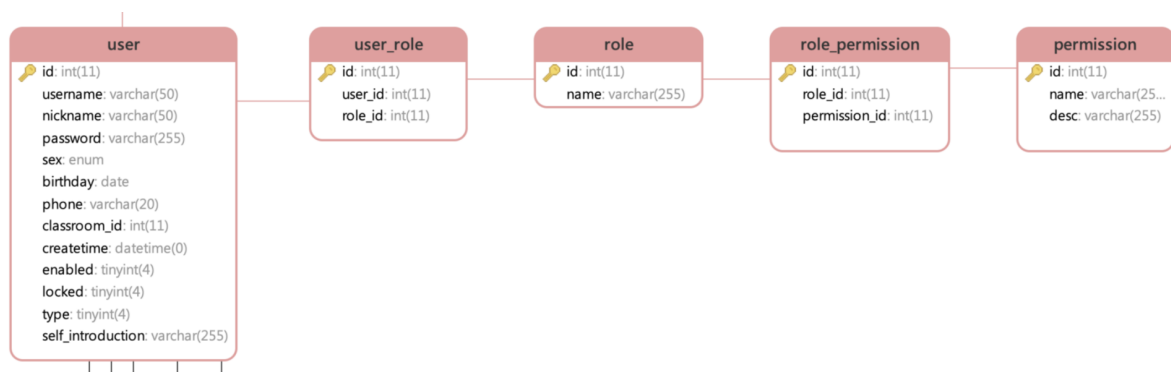 user
id: int(11)
username: varchar(50)
nickname: varchar(50)
password: varchar(255)
sex: enum
birthday: date
phone: varchar(20)
classroom_id: int(11)
createtime: datetime(0)
enabled: tinyint(4)
locked: tinyint(4)
type: tinyint(4)
self_introduction: varchar(255)
user_role
id: int(11)
user_id: int(11)
role_id: int(11)
role
id: int(11)
name: varchar(255)
role_permission
id: int(11)
role_id: int(11)
permission_id: int(11)
permission
id: int(11)
name: varchar(25...
desc: varchar(255)